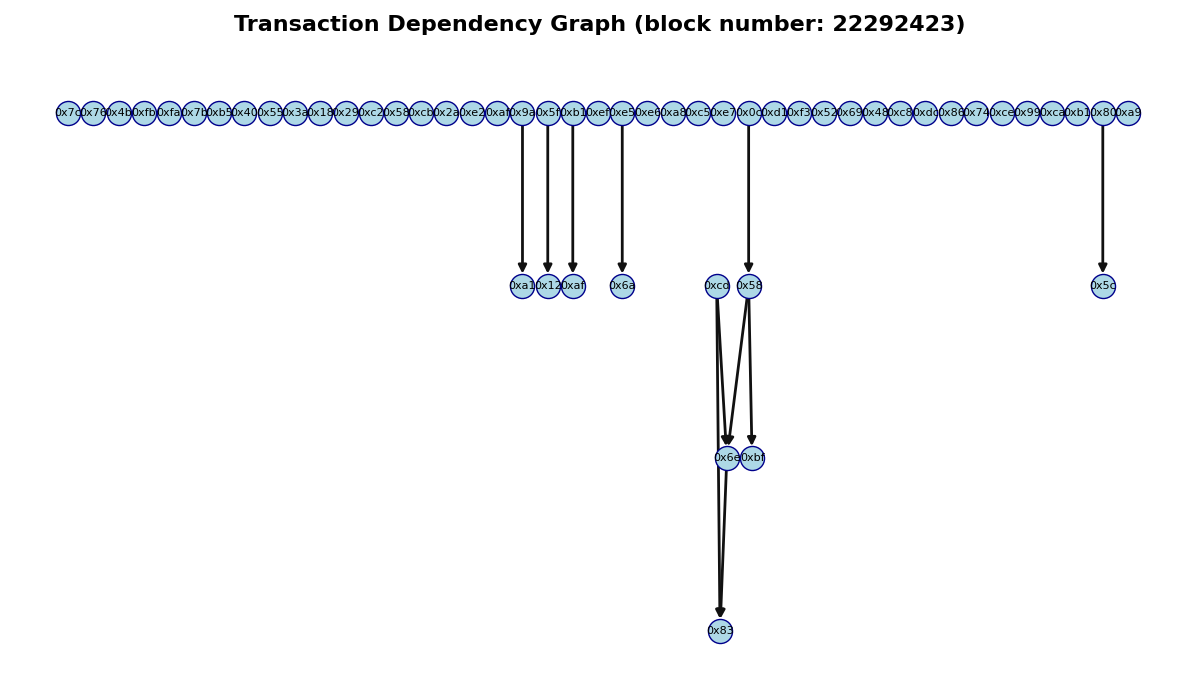 Transaction Dependency Graph (block number: 22292423)
0x7c 0x76 0x4b 0xfb 0xfa 0x7b 0xb5 0x40 0x55 0x3a 0x18 0x29 0xc2 0x58 0xcb 0x2a 0xe2 0xaf 0x9a 0x5f 0xb1 0xef 0xe5 0xe6 0xa8 0xc5 0xe7 0x0c 0xd1 0xf3 0x52 0x69 0x48 0xc8 0xdc 0x86 0x74 0xce 0x99 0xca 0xb1 0x80 0xa9
0xa1 0x12 0xaf 0x6a 0xcd 0x58 0x5c
0x6e 0xbf
0x83